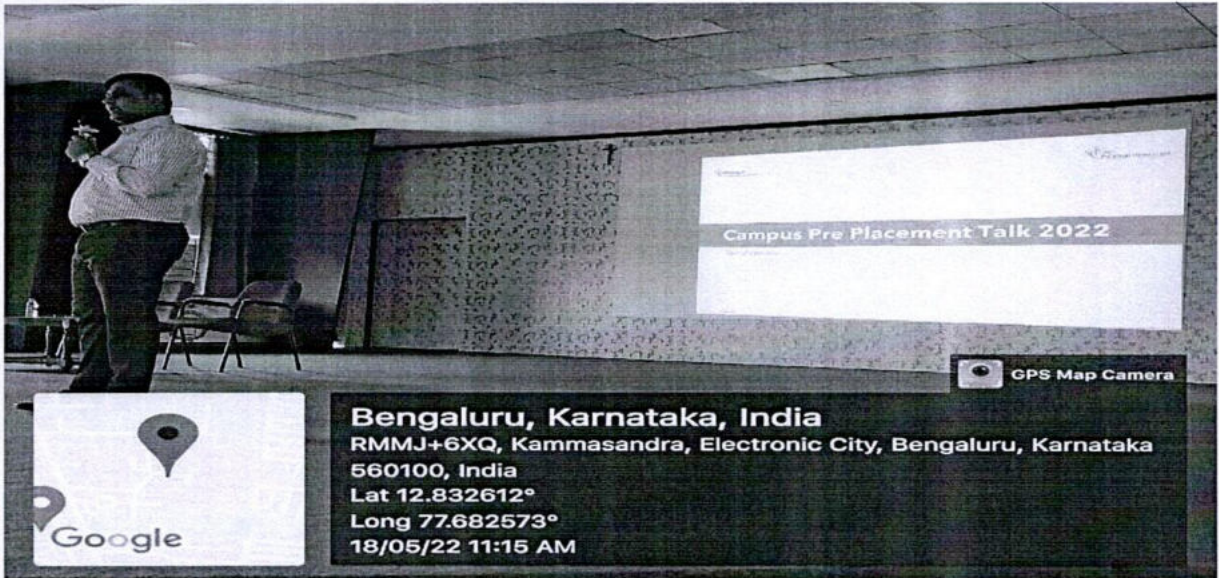 Campus Pre Placement Talk 2022
GPS Map Camera
Bengaluru, Karnataka, India
RMMJ+6XQ, Kammasandra, Electronic City, Bengaluru, Karnataka
560100, India
Lat 12.832612°
Long 77.682573°
18/05/22 11:15 AM
Google